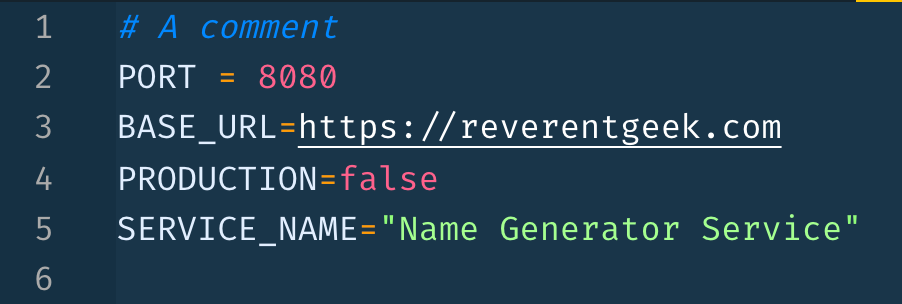 1 # A comment
2 PORT = 8080
3 BASE_URL=https://reverentgeek.com
4 PRODUCTION=false
5 SERVICE_NAME="Name Generator Service"
6